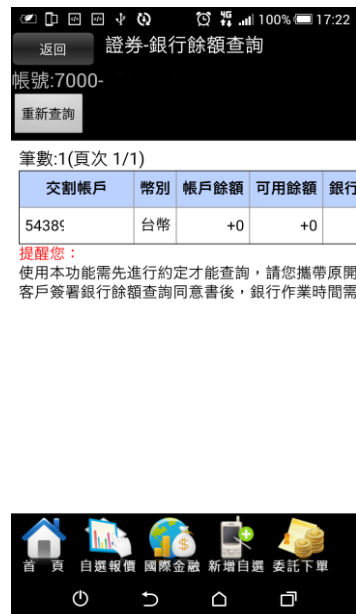 4G 100% 17:22
返回 證券-銀行餘額查詢
帳號:7000-
重新查詢
筆數:1(頁次 1/1)
交割帳戶 幣別 帳戶餘額 可用餘額 銀行
54389 台幣 +0 +0
提醒您：
使用本功能需先進行約定才能查詢，請您攜帶原開
客戶簽署銀行餘額查詢同意書後，銀行作業時間需
首 頁 自選報價 國際金融 新增自選 委託下單